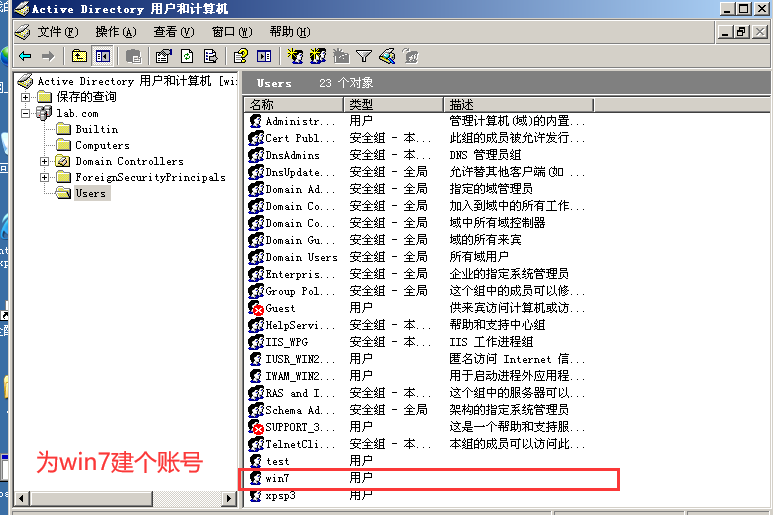 Active Directory 用户和计算机
文件(F) 操作(A) 查看(V) 窗口(W) 帮助(H)
Active Directory 用户和计算机 [wi
保存的查询
lab.com
Builtin
Computers
Domain Controllers
ForeignSecurityPrincipals
Users
Users 23 个对象
名称 类型 描述
Administr... 用户 管理计算机(域)的内置...
Cert Publ... 安全组 - 本... 此组的成员被允许发行...
DnsAdmins 安全组 - 本... DNS 管理员组
DnsUpdate... 安全组 - 全局 允许替其他客户端(如 ...
Domain Ad... 安全组 - 全局 指定的域管理员
Domain Co... 安全组 - 全局 加入到域中的所有工作...
Domain Co... 安全组 - 全局 域中所有域控制器
Domain Gu... 安全组 - 全局 域的所有来宾
Domain Users 安全组 - 全局 所有域用户
Enterpris... 安全组 - 全局 企业的指定系统管理员
Group Pol... 安全组 - 全局 这个组中的成员可以修...
Guest 用户 供来宾访问计算机或访...
HelpServi... 安全组 - 本... 帮助和支持中心组
IIS_WPG 安全组 - 本... IIS 工作进程组
IUSR_WIN2... 用户 匿名访问 Internet 信...
IWAM_WIN2... 用户 用于启动进程外应用程...
RAS and I... 安全组 - 本... 这个组中的服务器可以...
Schema Ad... 安全组 - 全局 架构的指定系统管理员
SUPPORT_3... 用户 这是一个帮助和支持服...
TelnetCli... 安全组 - 本... 本组的成员可以访问此...
test 用户
win7 用户
xpsp3 用户
为win7建个账号